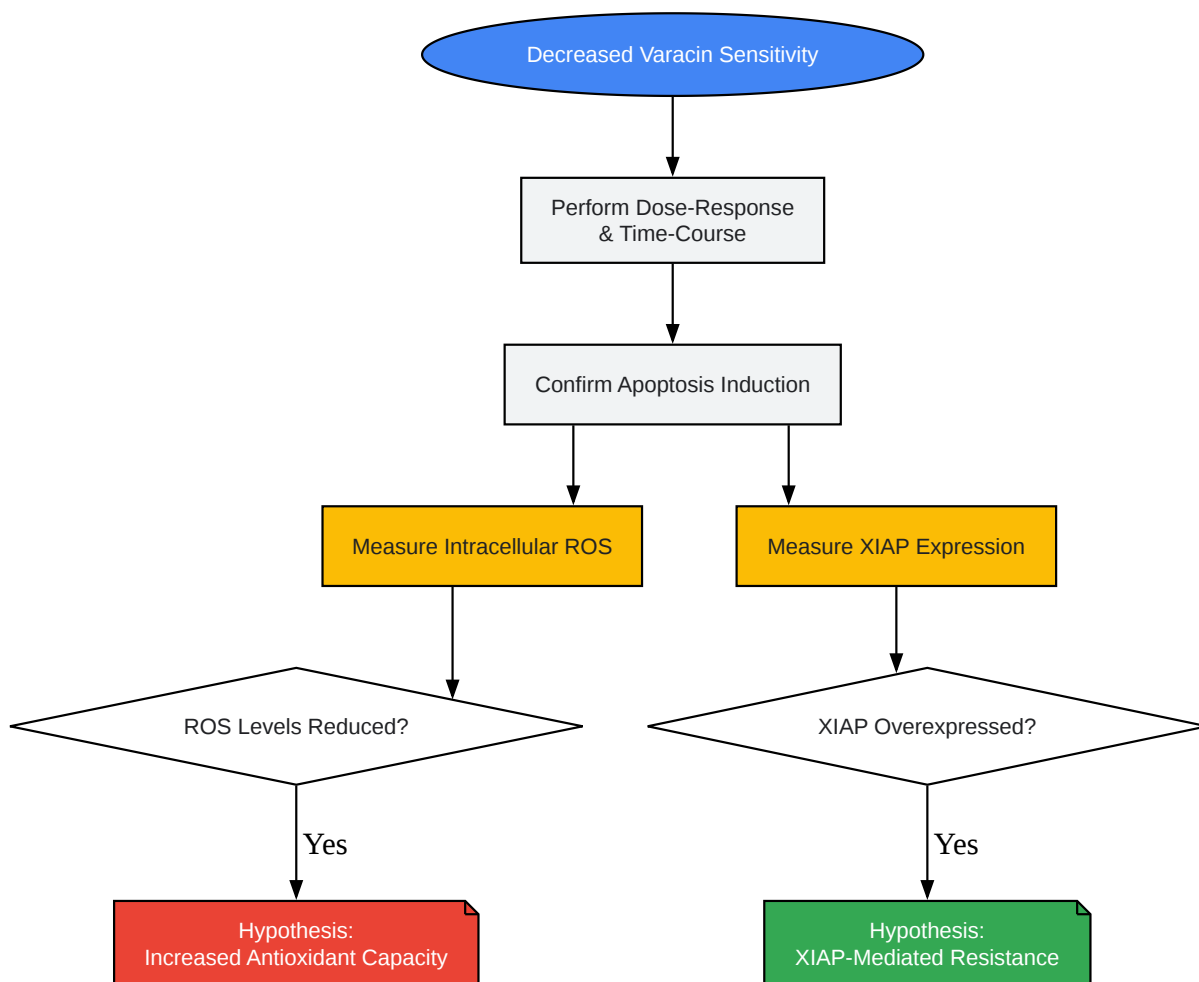 Decreased Varacin Sensitivity
Perform Dose-Response
& Time-Course
Confirm Apoptosis Induction
Measure Intracellular ROS
Measure XIAP Expression
ROS Levels Reduced?
XIAP Overexpressed?
Yes
Yes
Hypothesis:
Increased Antioxidant Capacity
Hypothesis:
XIAP-Mediated Resistance